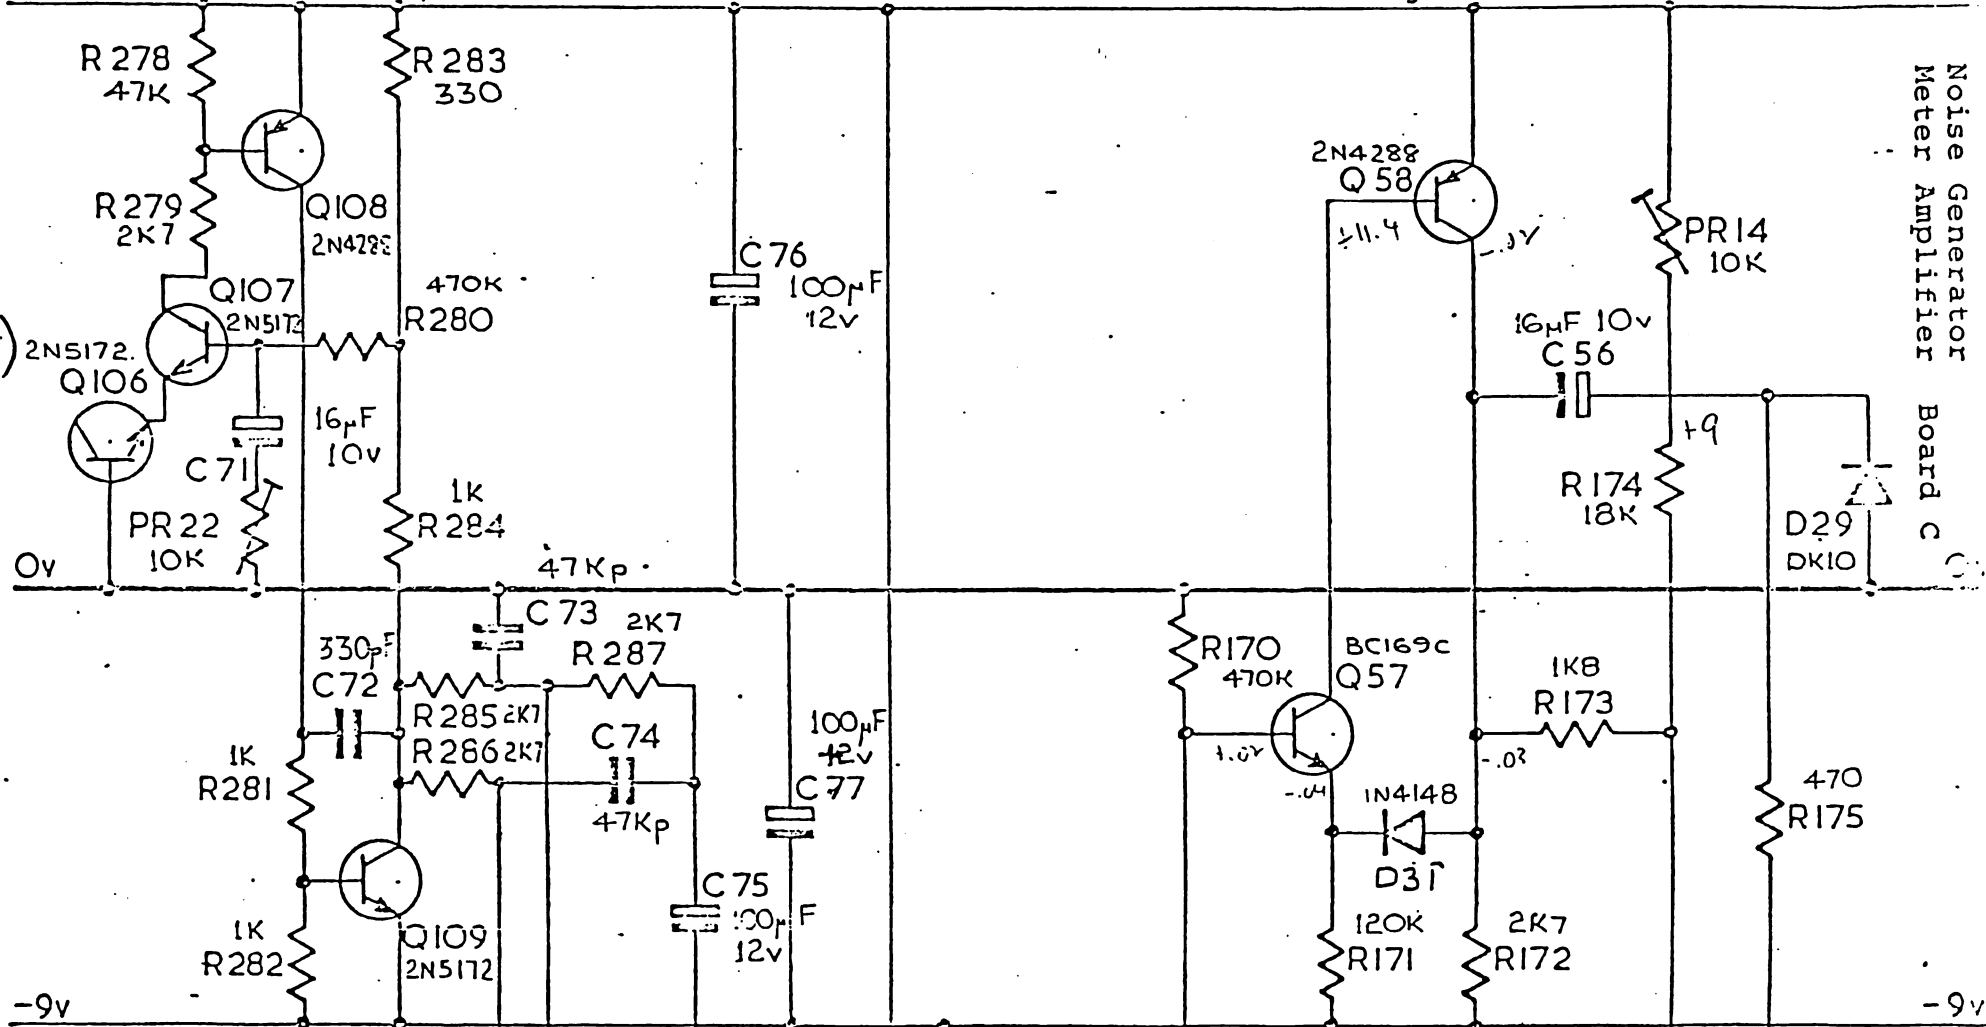 R278
47K
R283
330
R279
2K7
Q108
Q107
2N5172.
Q106
470K
R280
C71
16µF
10v
PR22
10K
1K
R284
C76
100µF
12v
0v
47Kp
C73
330pF
C72
2K7
R287
R285 2K7
R286 2K7
C74
47Kp
1K
R281
1K
R282
Q109
2N5172
C75
100µF
12v
100µF
12v
C77
-9v
2N4288
Q58
PR14
10K
16µF 10v
C56
+9
R174
18K
D29
DK10
R170
470K
BC169C
Q57
1K8
R173
-.03
-.04
1N4148
D31
120K
R171
2K7
R172
470
R175
-9v
Noise Generator
Meter Amplifier Board C